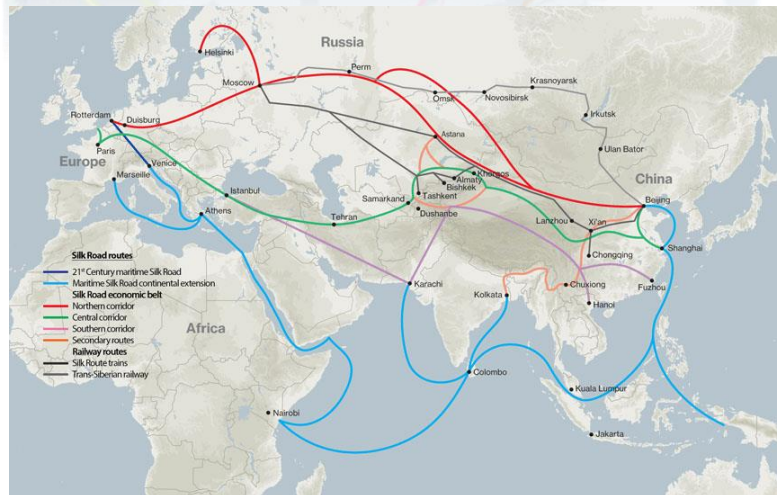 Russia
Helsinki
Perm
Moscow
Krasnoyarsk
Omsk
Novosibirsk
Rotterdam
Duisburg
Irkutsk
Astana
Paris
Ulan Bator
Europe
Venice
Khorgos
Marseille
Almaty
China
Bishkek
Istanbul
Tashkent
Samarkand
Beijing
Athens
Dushanbe
Lanzhou
Xi'an
Tehran
Shanghai
Chongqing
Silk Road routes
21st Century maritime Silk Road
Maritime Silk Road continental extension
Silk Road economic belt
Northern corridor
Central corridor
Southern corridor
Secondary routes
Railway routes
Silk Route trains
Trans-Siberian railway
Karachi
Kolkata
Chuxiong
Fuzhou
Hanoi
Africa
Colombo
Kuala Lumpur
Nairobi
Jakarta